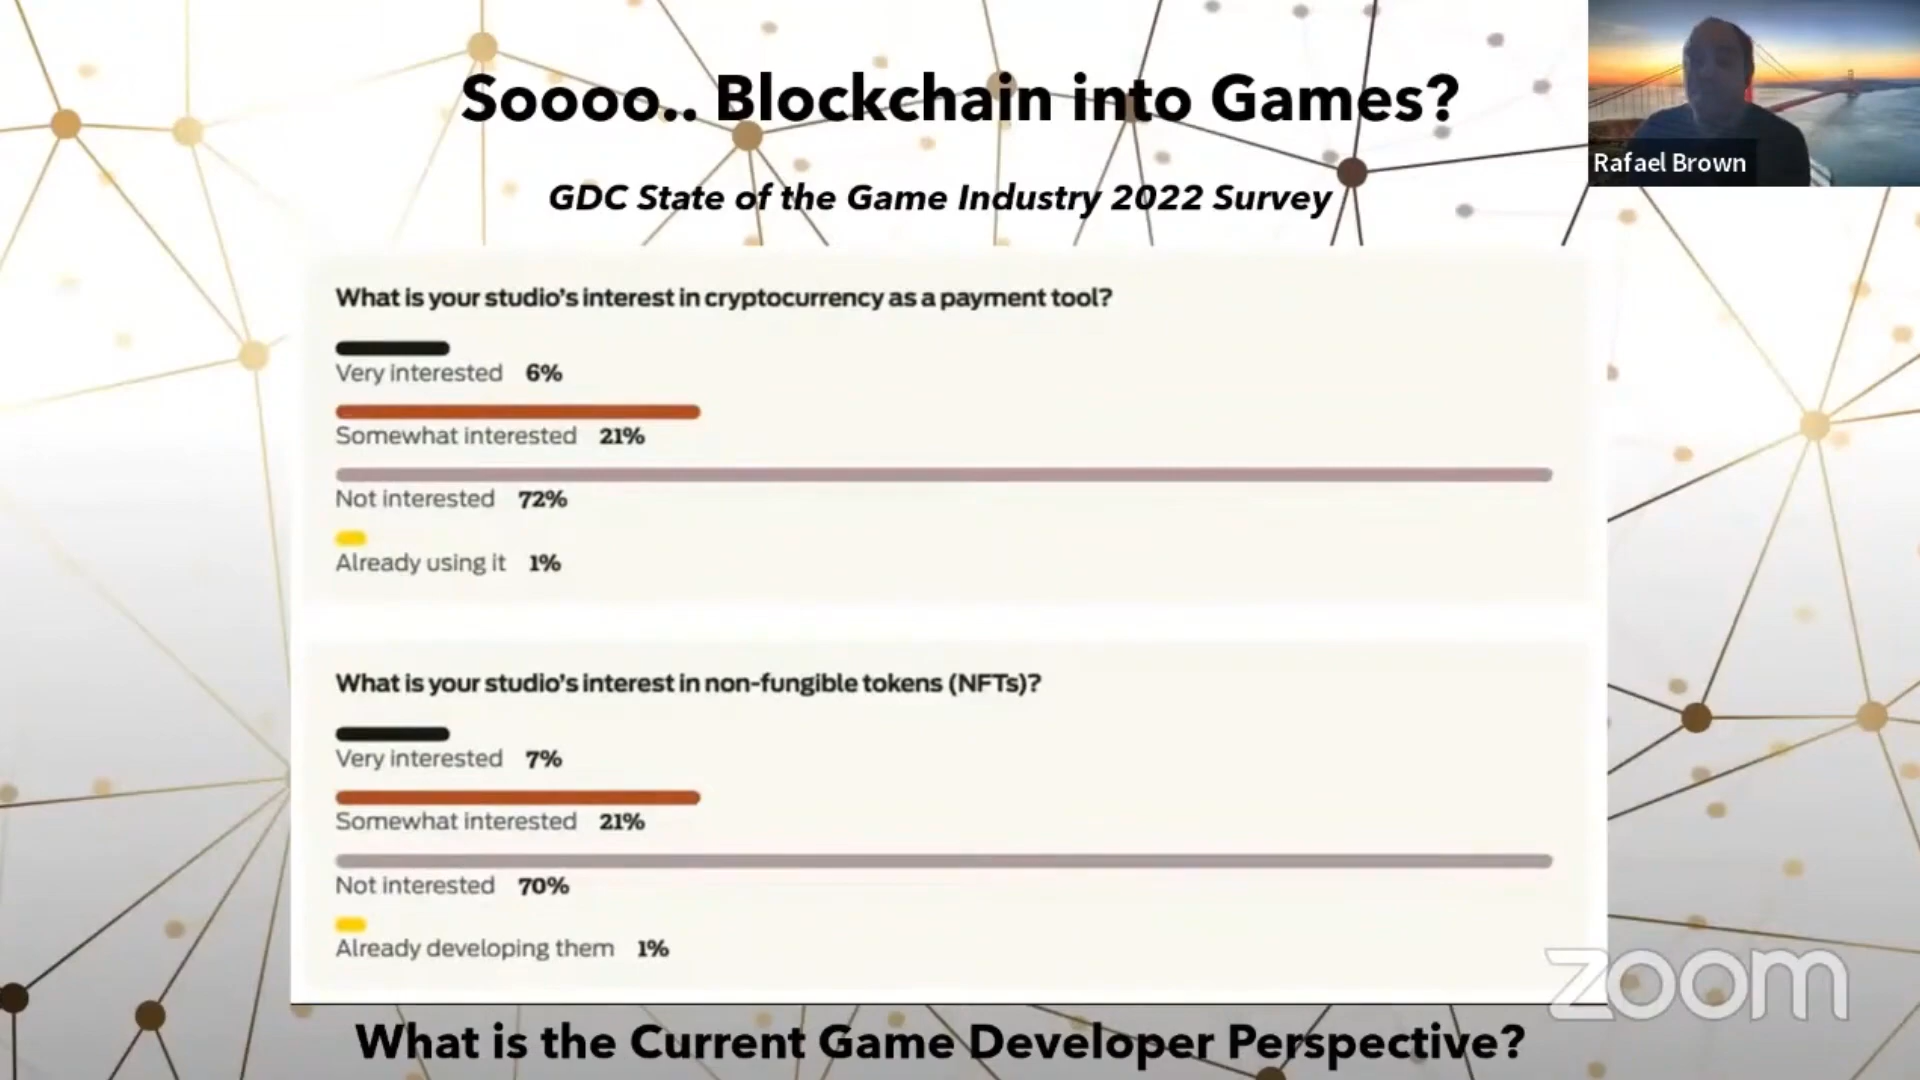 Soooo.. Blockchain into Games?
Rafael Brown
GDC State of the Game Industry 2022 Survey
What is your studio's interest in cryptocurrency as a payment tool?
Very interested 6%
Somewhat interested 21%
Not interested 72%
Already using it 1%
What is your studio's interest in non-fungible tokens (NFTs)?
Very interested 7%
Somewhat interested 21%
Not interested 70%
Already developing them 1%
zoom
What is the Current Game Developer Perspective?